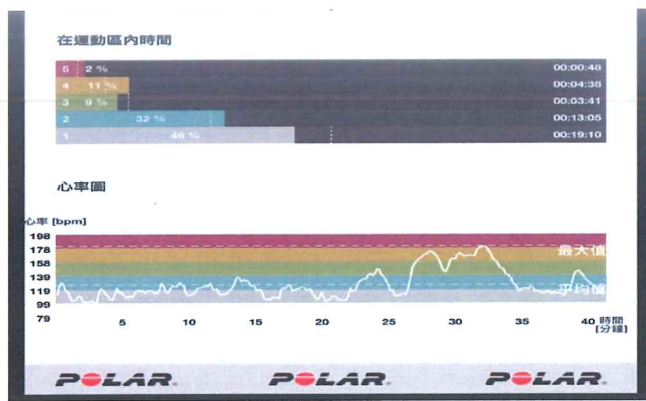 在運動區內時間
5 2 % 00:00:48
4 11 % 00:04:38
3 9 % 00:03:41
2 32 % 00:13:05
1 46 % 00:19:10
心率圖
心率 [bpm]
198
178 最大值
158
139
119 平均值
99
79
5 10 15 20 25 30 35 40 時間
[分鐘]
POLAR. POLAR. POLAR.